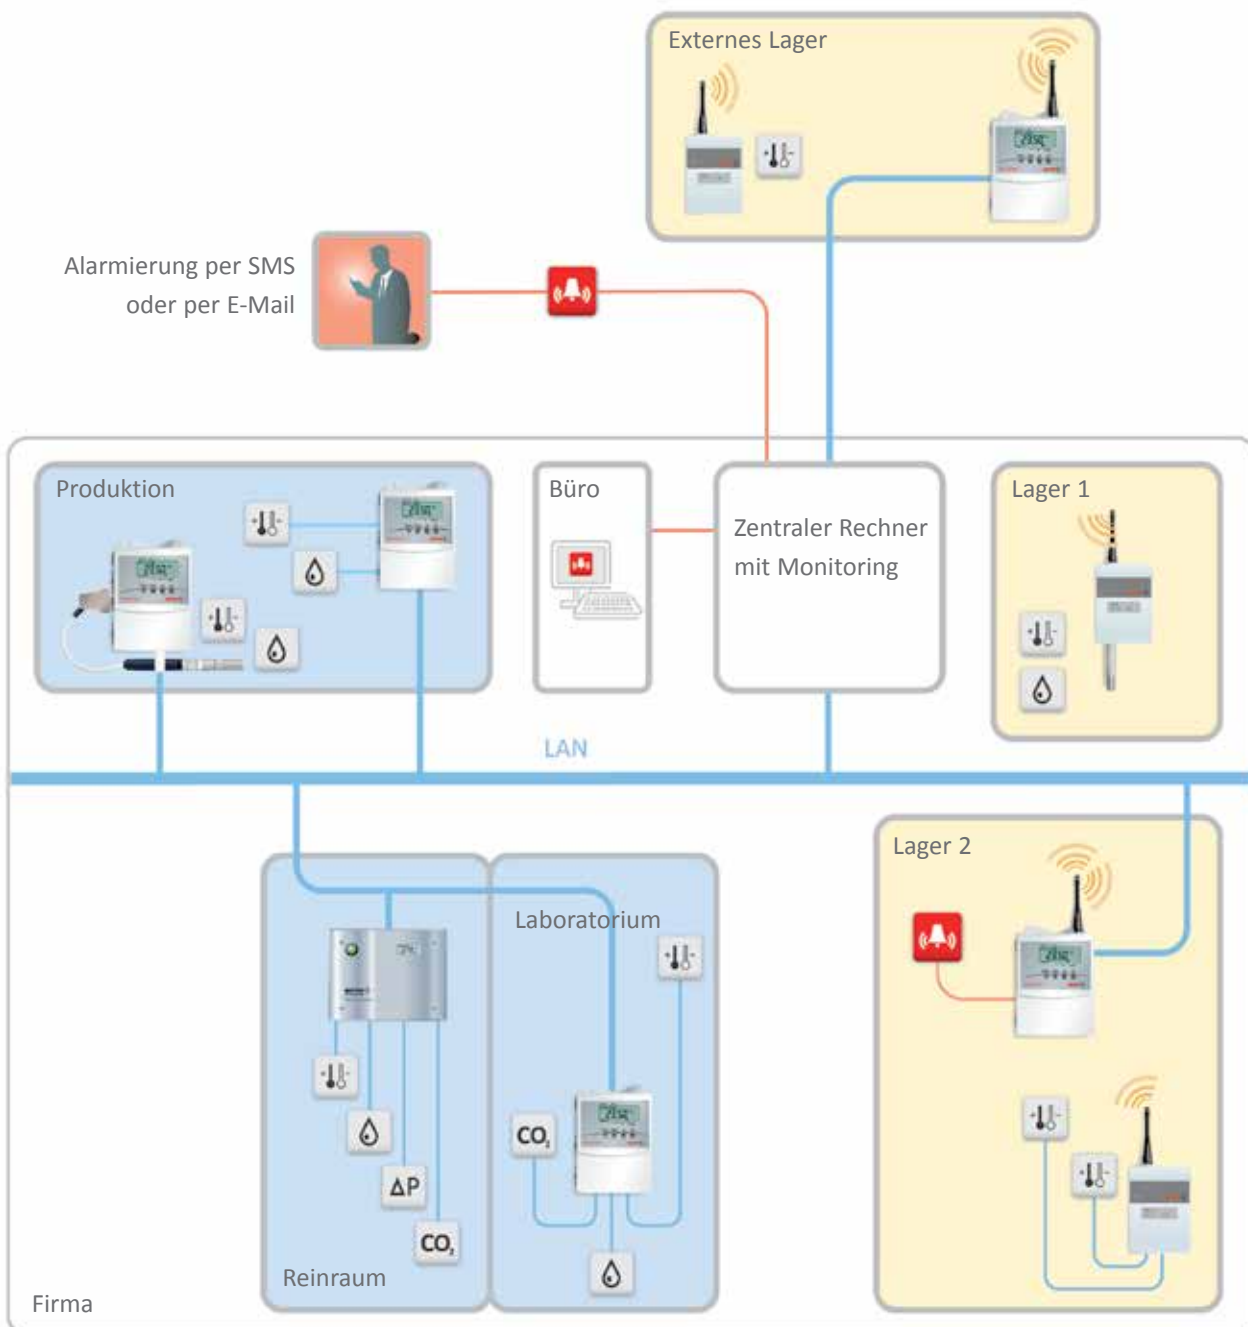 Externes Lager
Alarmierung per SMS
oder per E-Mail
Produktion
Büro
Zentraler Rechner
mit Monitoring
Lager 1
LAN
Lager 2
Laboratorium
CO₂
ΔP
CO₂
Reinraum
Firma